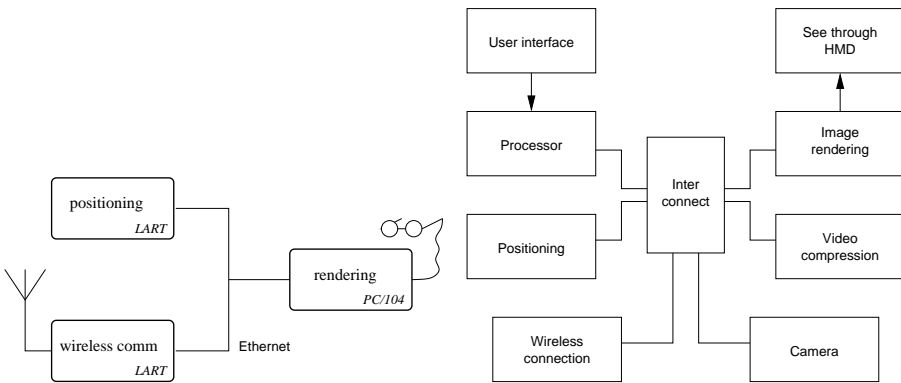 positioning
LART
wireless comm
LART
Ethernet
rendering
PC/104
User interface
See through
HMD
Processor
Image
rendering
Inter
connect
Positioning
Video
compression
Wireless
connection
Camera